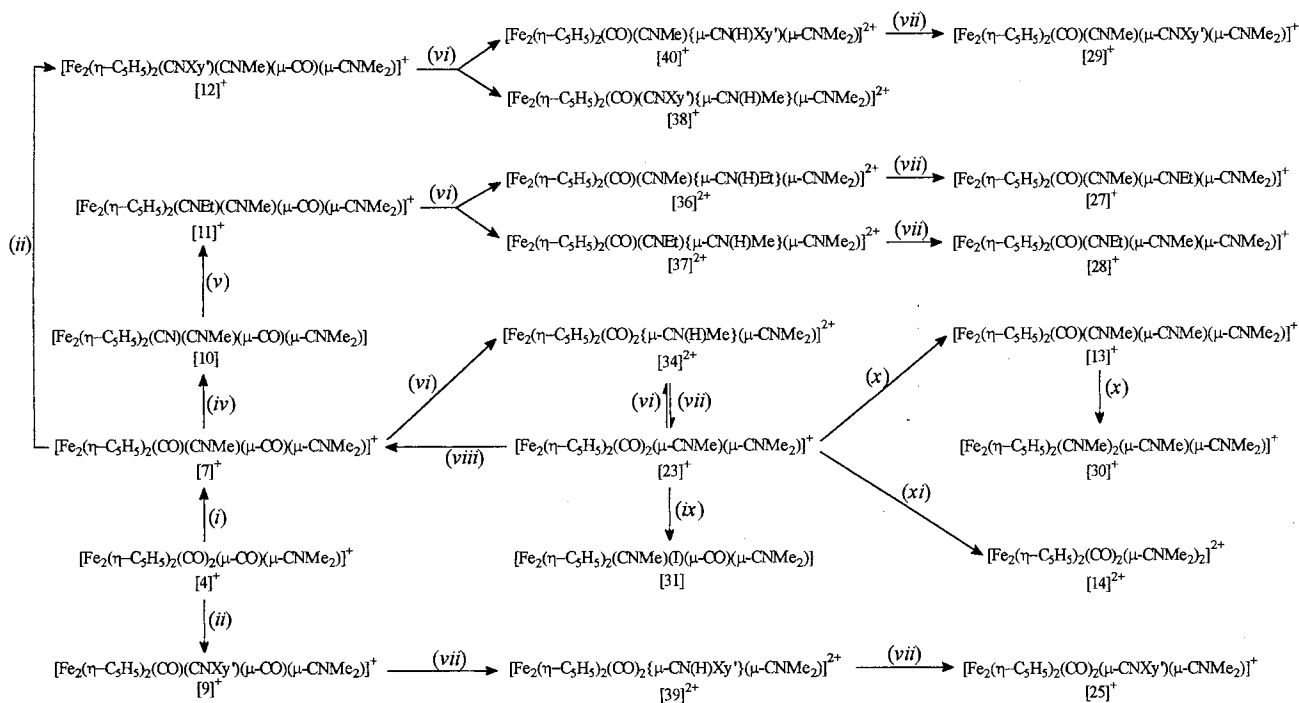 [Fe₂(η–C₅H₅)₂(CO)(CNMe){μ-CN(H)Xy')(μ-CNMe₂)]²⁺
[40]⁺
(vii)
[Fe₂(η–C₅H₅)₂(CO)(CNMe)(μ-CNXy')(μ-CNMe₂)]⁺
[29]⁺
[Fe₂(η–C₅H₅)₂(CNXy')(CNMe)(μ-CO)(μ-CNMe₂)]⁺
[12]⁺
(vi)
[Fe₂(η–C₅H₅)₂(CO)(CNXy'){μ-CN(H)Me}(μ-CNMe₂)]²⁺
[38]⁺
(ii)
[Fe₂(η–C₅H₅)₂(CO)(CNMe){μ-CN(H)Et}(μ-CNMe₂)]²⁺
[36]²⁺
(vii)
[Fe₂(η–C₅H₅)₂(CO)(CNMe)(μ-CNEt)(μ-CNMe₂)]⁺
[27]⁺
[Fe₂(η–C₅H₅)₂(CNEt)(CNMe)(μ-CO)(μ-CNMe₂)]⁺
[11]⁺
(vi)
[Fe₂(η–C₅H₅)₂(CO)(CNEt){μ-CN(H)Me}(μ-CNMe₂)]²⁺
[37]²⁺
(vii)
[Fe₂(η–C₅H₅)₂(CO)(CNEt)(μ-CNMe)(μ-CNMe₂)]⁺
[28]⁺
(v)
[Fe₂(η–C₅H₅)₂(CN)(CNMe)(μ-CO)(μ-CNMe₂)]
[10]
[Fe₂(η–C₅H₅)₂(CO)₂{μ-CN(H)Me}(μ-CNMe₂)]²⁺
[34]²⁺
[Fe₂(η–C₅H₅)₂(CO)(CNMe)(μ-CNMe)(μ-CNMe₂)]⁺
[13]⁺
(iv)
(vi)
(vi)
(vii)
(x)
(x)
[Fe₂(η–C₅H₅)₂(CO)(CNMe)(μ-CO)(μ-CNMe₂)]⁺
[7]⁺
(viii)
[Fe₂(η–C₅H₅)₂(CO)₂(μ-CNMe)(μ-CNMe₂)]⁺
[23]⁺
[Fe₂(η–C₅H₅)₂(CNMe)₂(μ-CNMe)(μ-CNMe₂)]⁺
[30]⁺
(i)
(ix)
(xi)
[Fe₂(η–C₅H₅)₂(CO)₂(μ-CO)(μ-CNMe₂)]⁺
[4]⁺
[Fe₂(η–C₅H₅)₂(CNMe)(I)(μ-CO)(μ-CNMe₂)]
[31]
[Fe₂(η–C₅H₅)₂(CO)₂(μ-CNMe₂)₂]²⁺
[14]²⁺
(ii)
[Fe₂(η–C₅H₅)₂(CO)(CNXy')(μ-CO)(μ-CNMe₂)]⁺
[9]⁺
(vii)
[Fe₂(η–C₅H₅)₂(CO)₂{μ-CN(H)Xy'}(μ-CNMe₂)]²⁺
[39]²⁺
(vii)
[Fe₂(η–C₅H₅)₂(CO)₂(μ-CNXy')(μ-CNMe₂)]⁺
[25]⁺